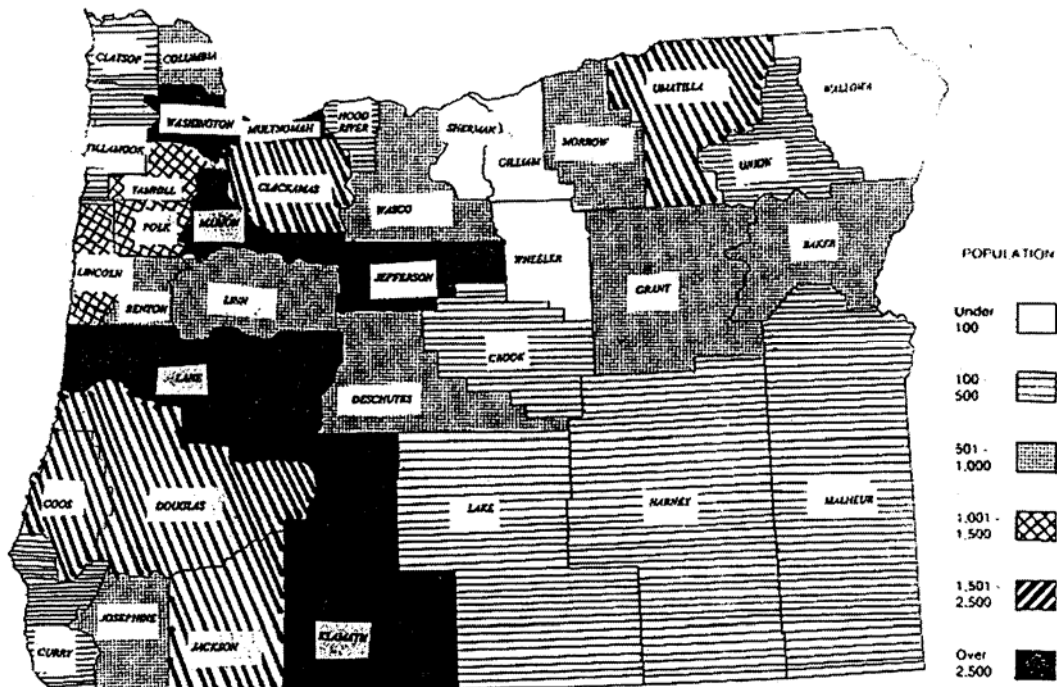 CLATSOP
COLUMBIA
WASHINGTON
MULTNOMAH
HOOD
RIVER
SHERMAN
GILLIAM
MORROW
UMATILLA
WALLOWA
UNION
TILLAMOOK
YAMHILL
CLACKAMAS
POLK
MARION
WASCO
JEFFERSON
WHEELER
GRANT
BAKER
LINCOLN
BENTON
LINN
LANE
CROOK
DESCHUTES
COOS
DOUGLAS
LAKE
HARNEY
MALHEUR
CURRY
JOSEPHINE
JACKSON
KLAMATH
POPULATION
Under
100
100 -
500
501 -
1,000
1,001 -
1,500
1,501 -
2,500
Over
2,500